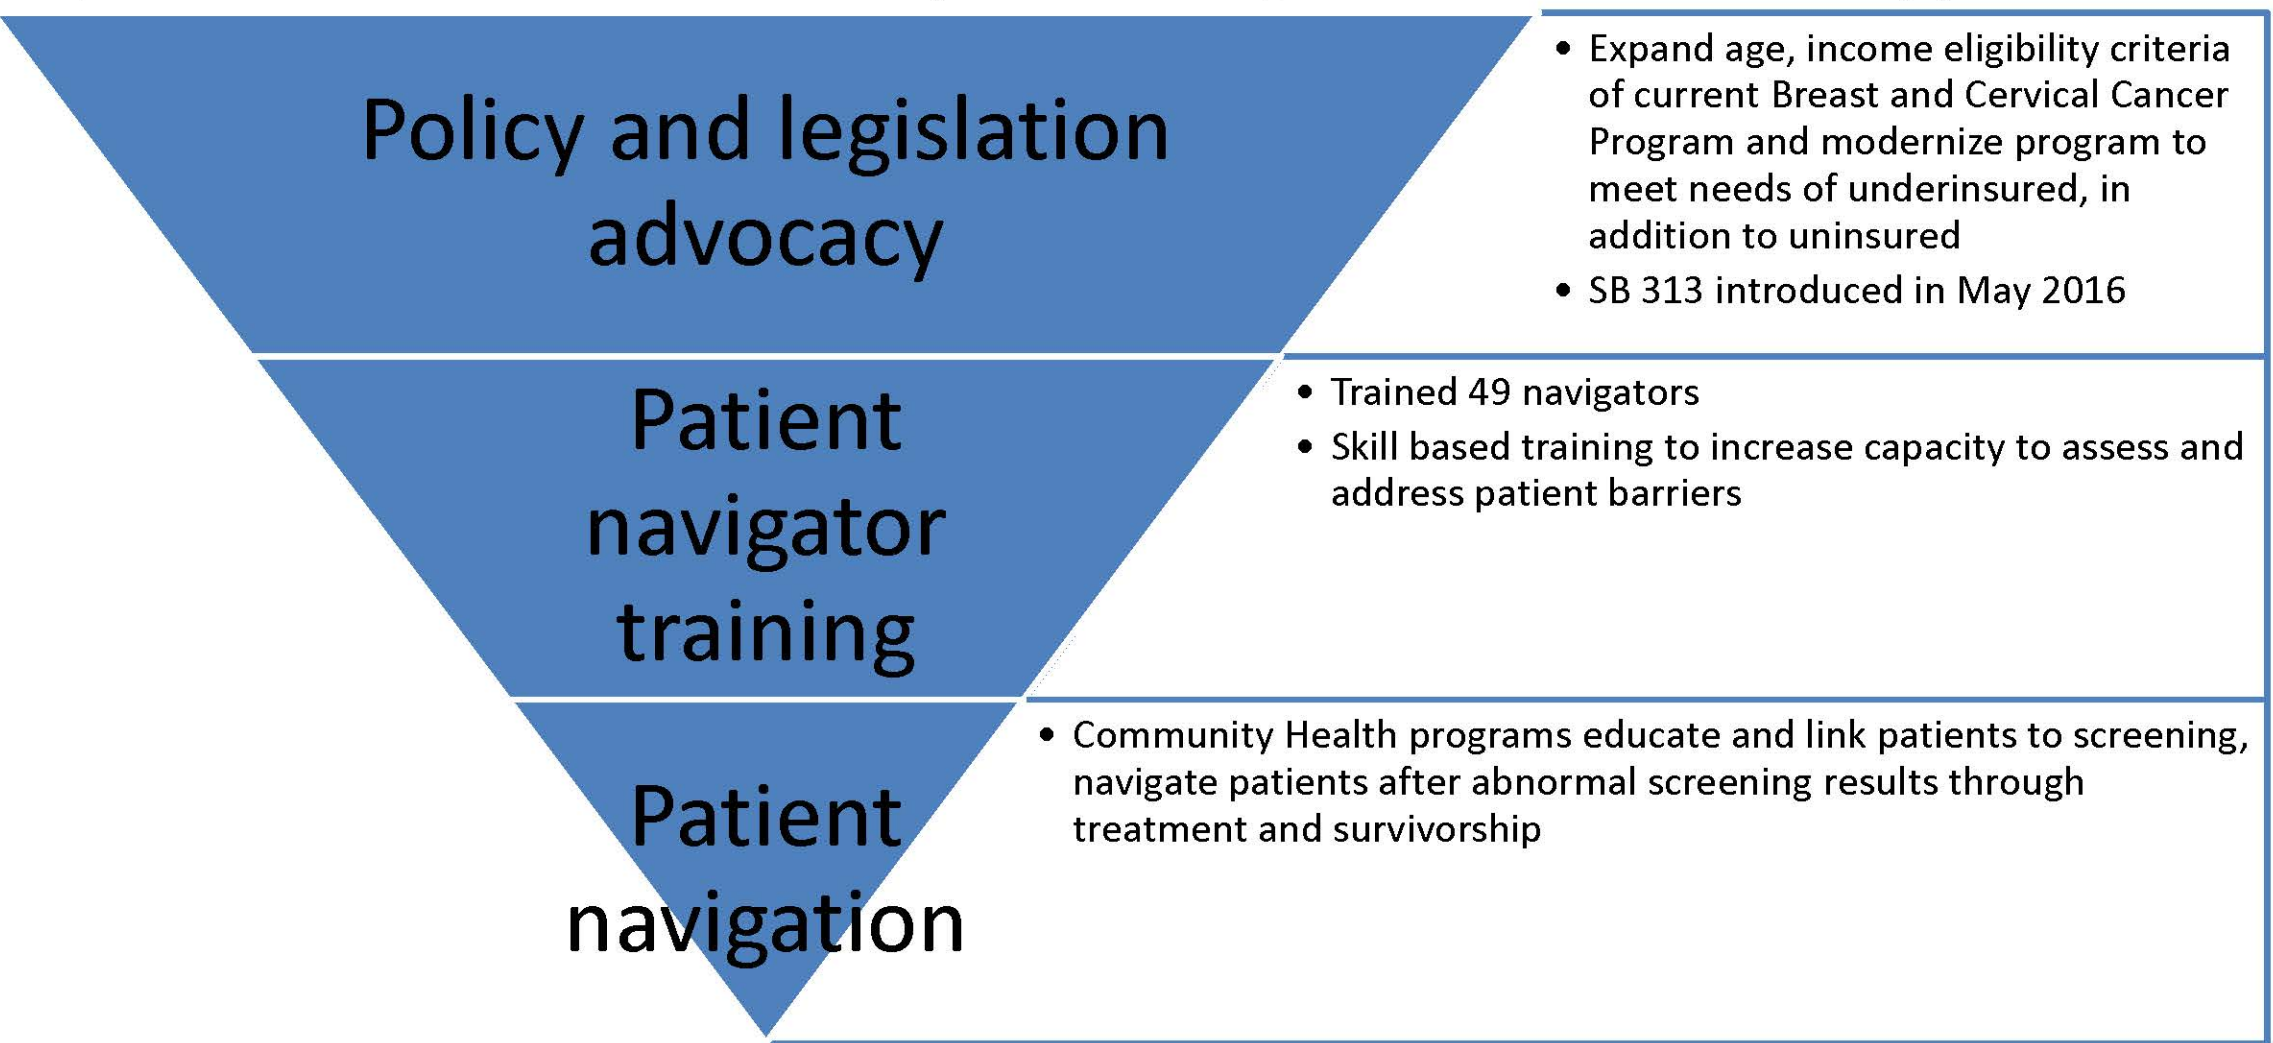 Policy and legislation
advocacy
• Expand age, income eligibility criteria
of current Breast and Cervical Cancer
Program and modernize program to
meet needs of underinsured, in
addition to uninsured
• SB 313 introduced in May 2016
Patient
navigator
training
• Trained 49 navigators
• Skill based training to increase capacity to assess and
address patient barriers
Patient
navigation
• Community Health programs educate and link patients to screening,
navigate patients after abnormal screening results through
treatment and survivorship